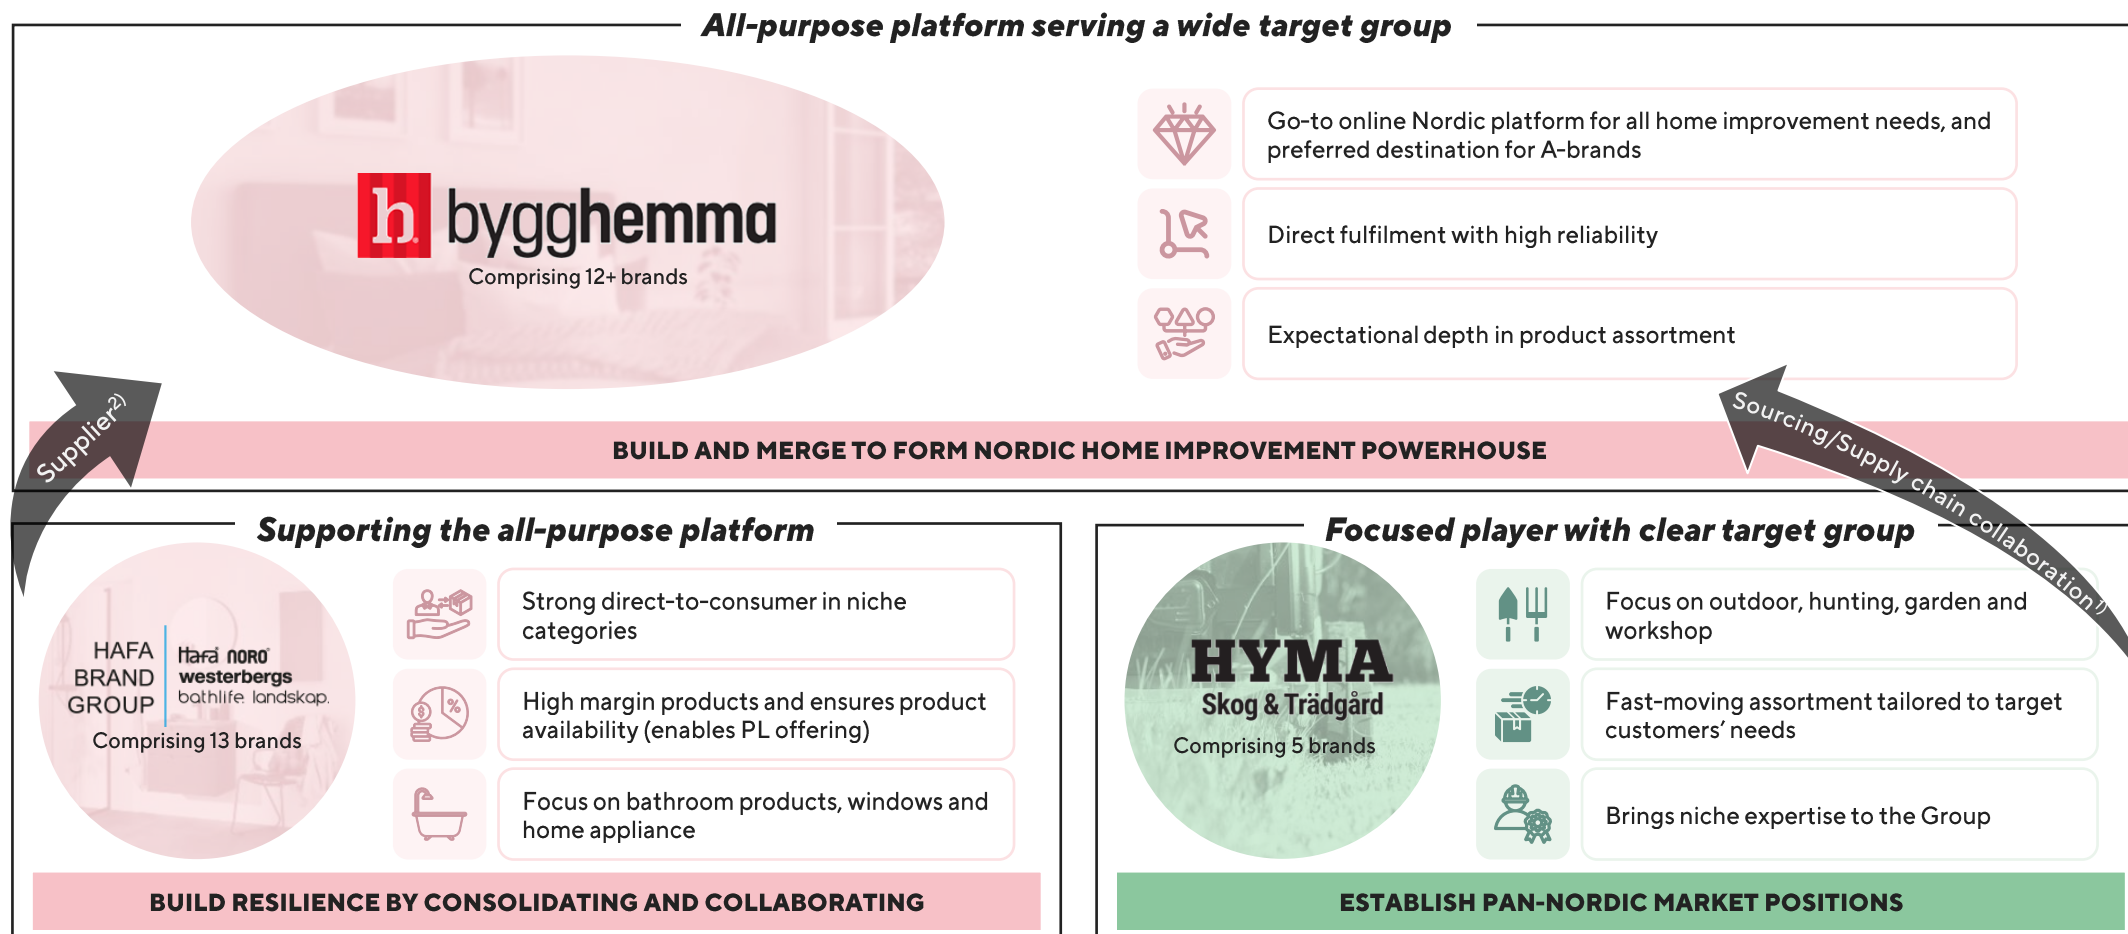 All-purpose platform serving a wide target group
h
bygghemma
Comprising 12+ brands
Go-to online Nordic platform for all home improvement needs, and
preferred destination for A-brands
Direct fulfilment with high reliability
Expectational depth in product assortment
Supplier2)
Sourcing/Supply chain collaboration1)
BUILD AND MERGE TO FORM NORDIC HOME IMPROVEMENT POWERHOUSE
Supporting the all-purpose platform
HAFA
BRAND
GROUP
Hafa NORO
westerbergs
bathlife landskap.
Comprising 13 brands
Strong direct-to-consumer in niche
categories
%
$
High margin products and ensures product
availability (enables PL offering)
Focus on bathroom products, windows and
home appliance
BUILD RESILIENCE BY CONSOLIDATING AND COLLABORATING
Focused player with clear target group
HYMA
Skog & Trädgård
Comprising 5 brands
Focus on outdoor, hunting, garden and
workshop
Fast-moving assortment tailored to target
customers’ needs
1
Brings niche expertise to the Group
ESTABLISH PAN-NORDIC MARKET POSITIONS